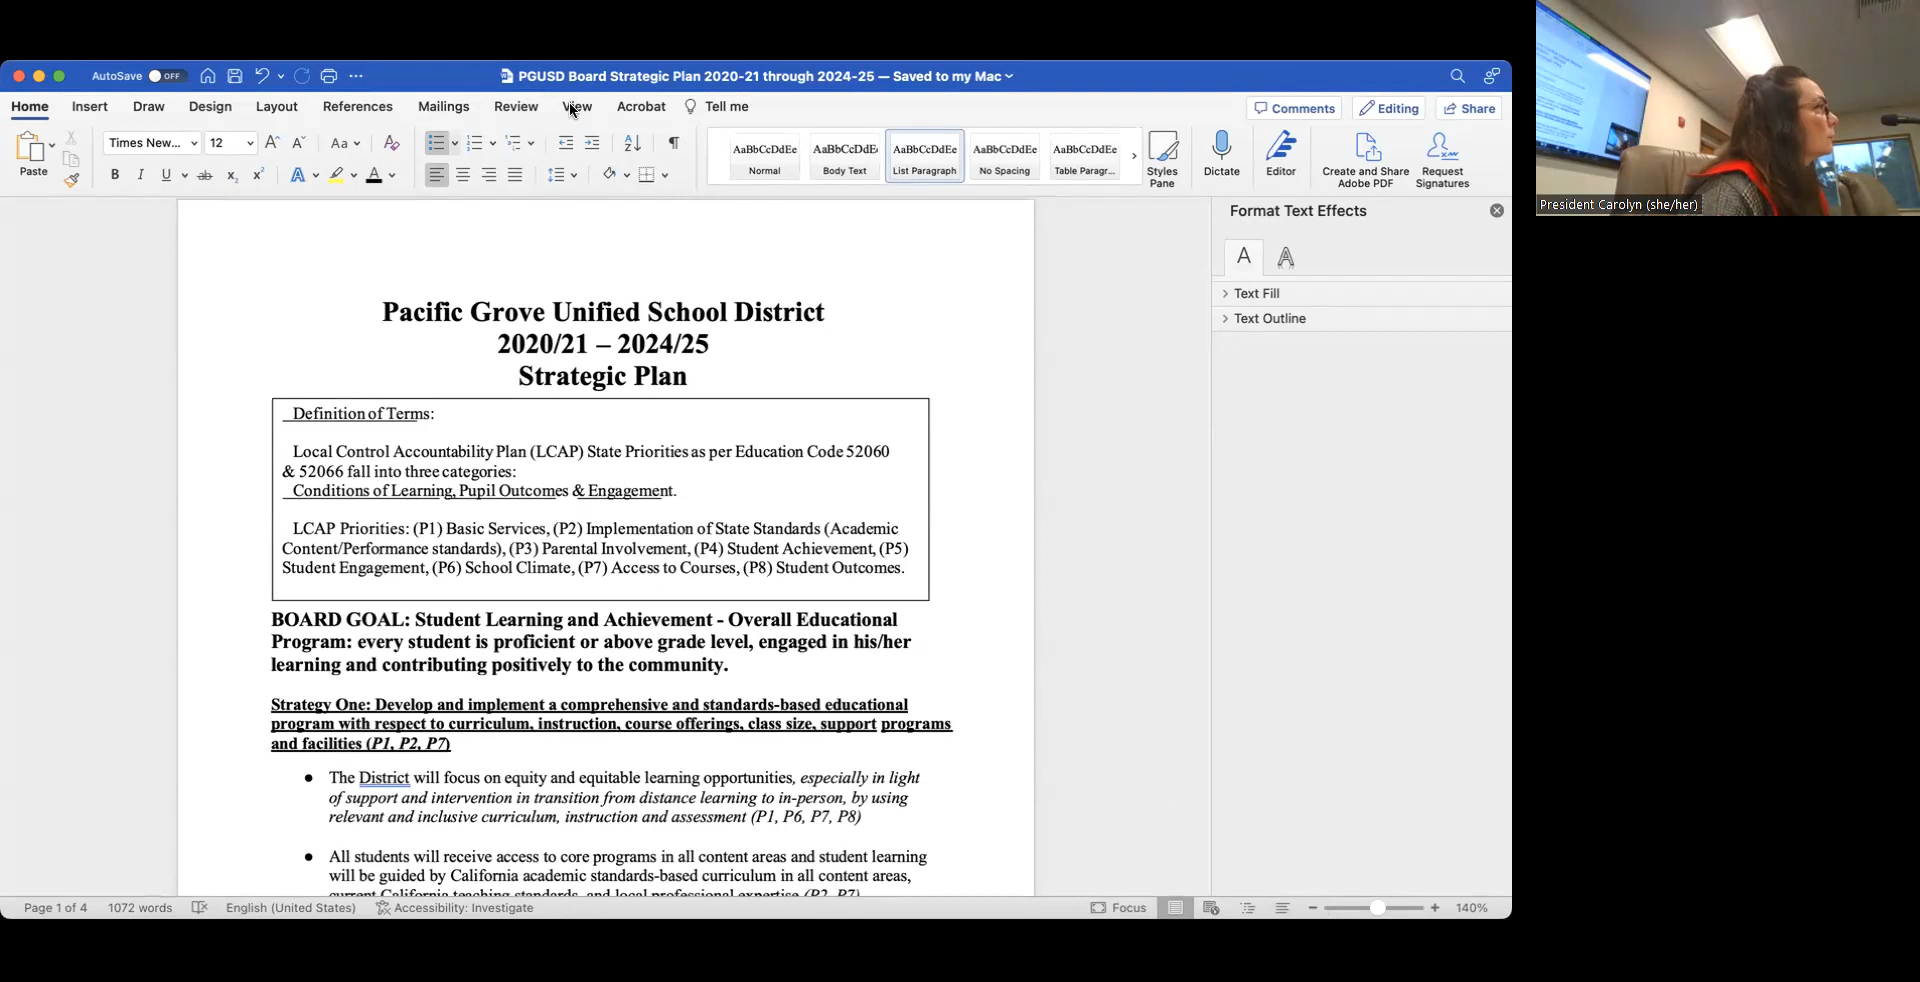 AutoSave OFF
PGUSD Board Strategic Plan 2020-21 through 2024-25 — Saved to my Mac
Home Insert Draw Design Layout References Mailings Review View Acrobat Tell me
Comments Editing Share
Paste
Times New... 12
AaBbCcDdEe AaBbCcDdE AaBbCcDdEe AaBbCcDdEe AaBbCcDdEe
Normal Body Text List Paragraph No Spacing Table Paragr...
Styles Pane
Dictate
Editor
Create and Share Adobe PDF
Request Signatures
President Carolyn (she/her)
Format Text Effects
Text Fill
Text Outline
Pacific Grove Unified School District
2020/21 – 2024/25
Strategic Plan
Definition of Terms:
Local Control Accountability Plan (LCAP) State Priorities as per Education Code 52060
& 52066 fall into three categories:
Conditions of Learning, Pupil Outcomes & Engagement.
LCAP Priorities: (P1) Basic Services, (P2) Implementation of State Standards (Academic
Content/Performance standards), (P3) Parental Involvement, (P4) Student Achievement, (P5)
Student Engagement, (P6) School Climate, (P7) Access to Courses, (P8) Student Outcomes.
BOARD GOAL: Student Learning and Achievement - Overall Educational
Program: every student is proficient or above grade level, engaged in his/her
learning and contributing positively to the community.
Strategy One: Develop and implement a comprehensive and standards-based educational
program with respect to curriculum, instruction, course offerings, class size, support programs
and facilities (P1, P2, P7)
● The District will focus on equity and equitable learning opportunities, especially in light
of support and intervention in transition from distance learning to in-person, by using
relevant and inclusive curriculum, instruction and assessment (P1, P6, P7, P8)
● All students will receive access to core programs in all content areas and student learning
will be guided by California academic standards-based curriculum in all content areas,
current California teaching standards, and local professional expertise (P2, P7)
Page 1 of 4 1072 words English (United States) Accessibility: Investigate
Focus 140%